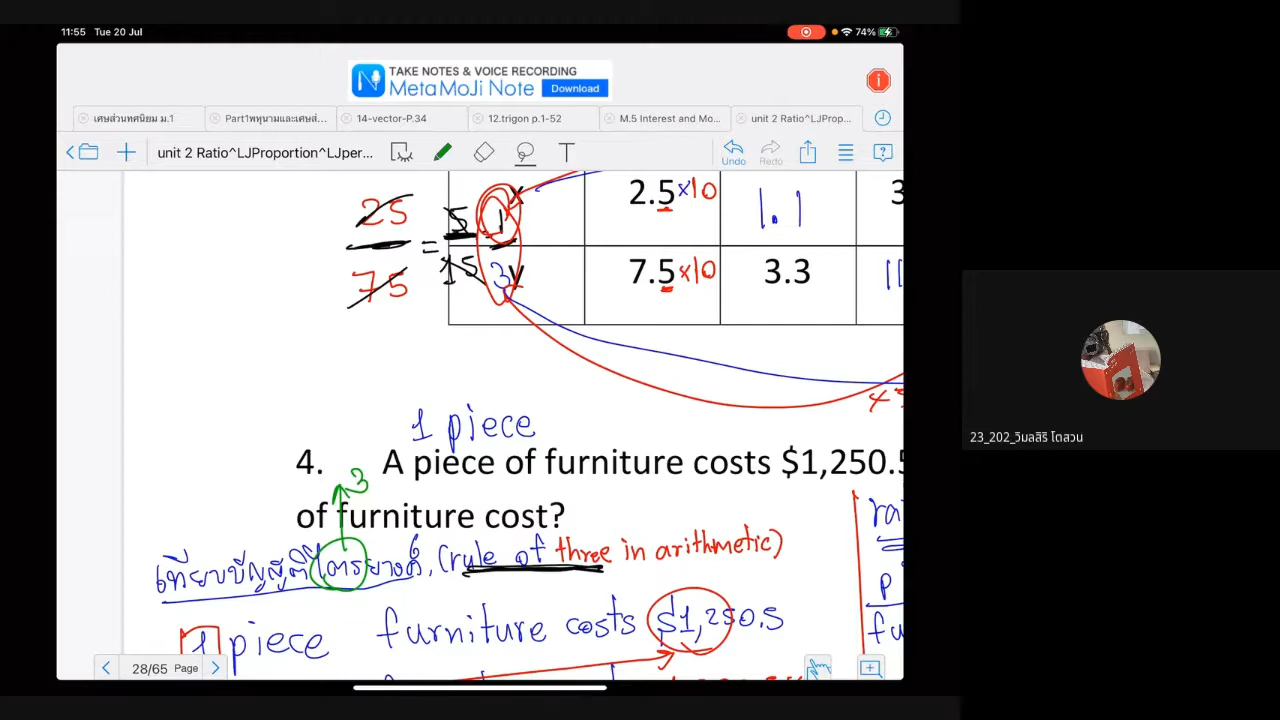 11:55 Tue 20 Jul
74%
TAKE NOTES & VOICE RECORDING
MetaMoJi Note Download
เศษส่วนทศนิยม ม.1
Part1พหุนามและเศษส่...
14-vector-P.34
12.trigon p.1-52
M.5 Interest and Mo...
unit 2 Ratio^LJPropo...
unit 2 Ratio^LJProportion^LJper...
T
Undo
Redo
25
=
5
1
x
2.5 x10
1.1
3
75
15
3
y
7.5 x10
3.3
11
1 piece
4. A piece of furniture costs $1,250.5
3
of furniture cost?
เทียบบัญญัติไตรยางศ์, (rule of three in arithmetic)
1 piece furniture costs $1,250.5
28/65 Page
23_202_วิมลสิริ โตสวน